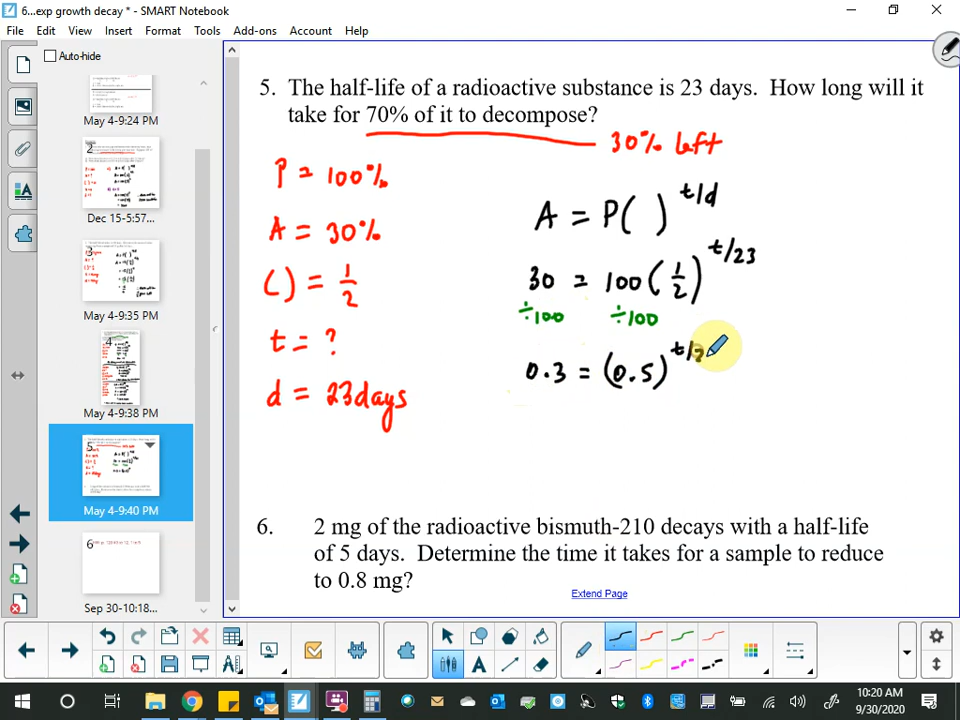 6...exp growth decay * - SMART Notebook
File Edit View Insert Format Tools Add-ons Account Help
Auto-hide
May 4-9:24 PM
2
Dec 15-5:57...
3
May 4-9:35 PM
4
May 4-9:38 PM
5
May 4-9:40 PM
6
Sep 30-10:18...
5. The half-life of a radioactive substance is 23 days. How long will it
take for 70% of it to decompose?
30% left
P = 100%
A = 30%
( ) = 1/2
t = ?
d = 23days
A = P( )^t/d
30 = 100(1/2)^t/23
÷100 ÷100
0.3 = (0.5)^t/2
6. 2 mg of the radioactive bismuth-210 decays with a half-life
of 5 days. Determine the time it takes for a sample to reduce
to 0.8 mg?
Extend Page
10:20 AM
9/30/2020